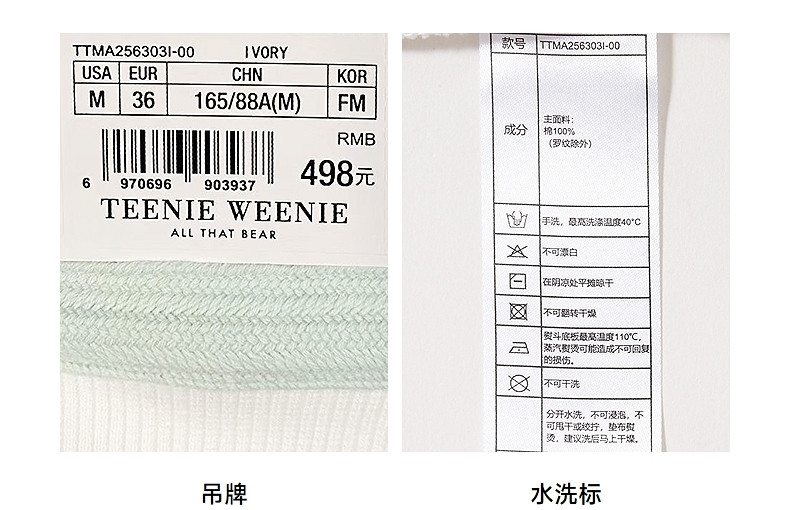 TTMA256303I-00 IVORY
USA EUR CHN KOR
M 36 165/88A(M) FM
RMB
498元
6 970696 903937
TEENIE WEENIE
ALL THAT BEAR
吊牌
款号 TTMA256303I-00
成分
主面料:
棉100%
(罗纹除外)
手洗,最高洗涤温度40°C
不可漂白
在阴凉处平摊晾干
不可翻转干燥
熨斗底板最高温度110℃,
蒸汽熨烫可能造成不可回复
的损伤。
不可干洗
分开水洗,不可浸泡,不
可甩干或绞拧,垫布熨
烫,建议洗后马上干燥。
水洗标